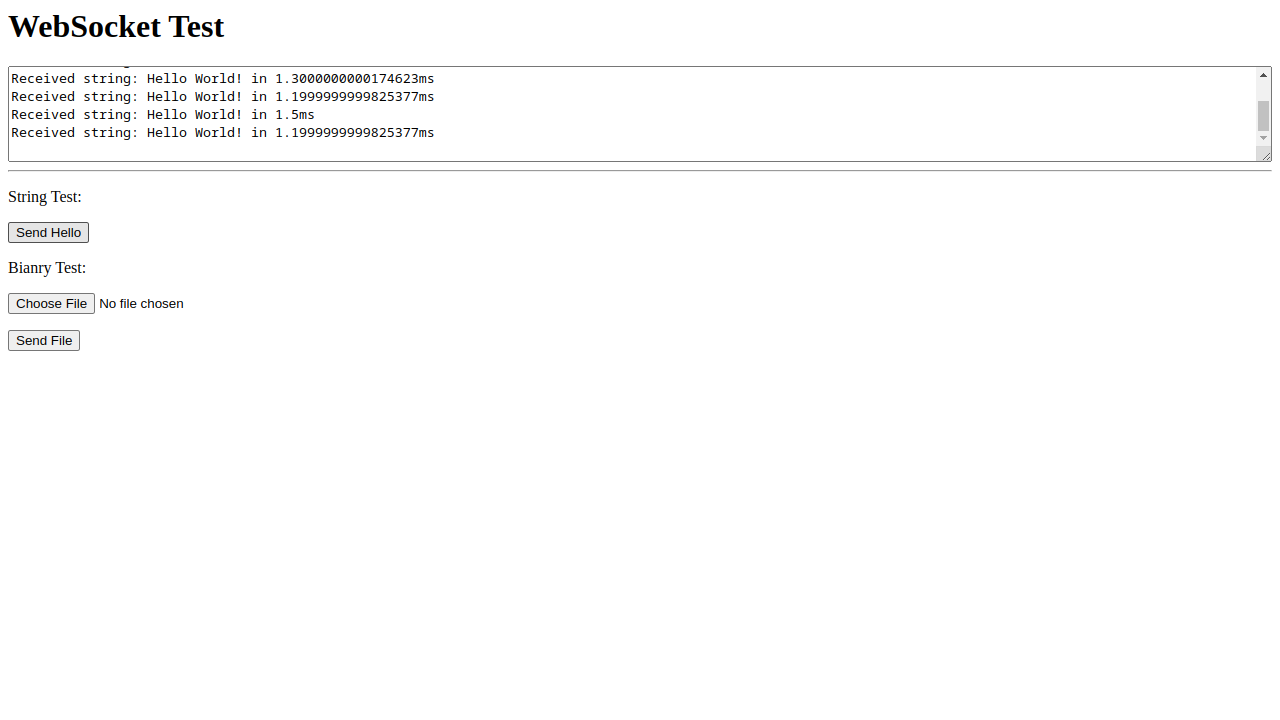 WebSocket Test
Received string: Hello World! in 1.3000000000174623ms
Received string: Hello World! in 1.1999999999825377ms
Received string: Hello World! in 1.5ms
Received string: Hello World! in 1.1999999999825377ms
String Test:
Send Hello
Bianry Test:
Choose File No file chosen
Send File